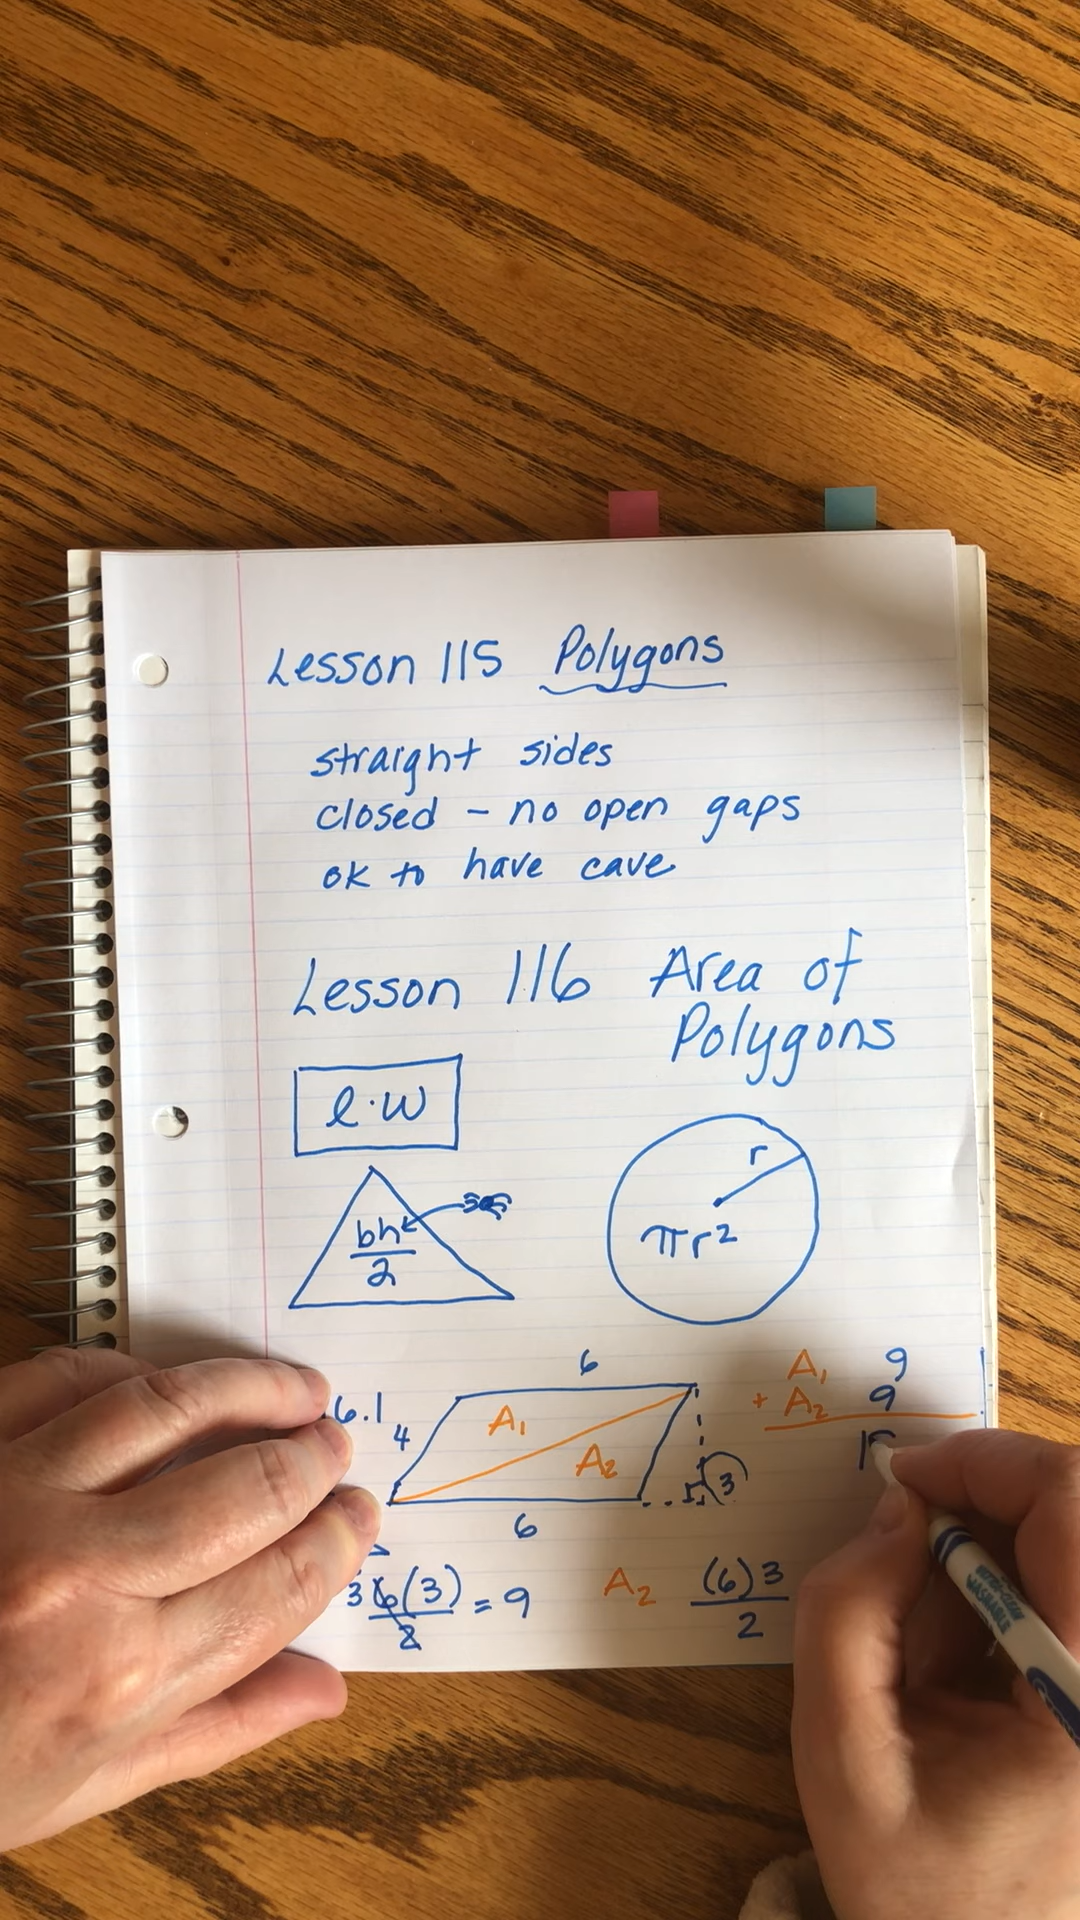 Lesson 115 Polygons
straight sides
closed - no open gaps
ok to have cave
Lesson 116 Area of
Polygons
l·w
bh
2
r
πr²
6
A₁ 9
+ A₂ 9
6.1
4
A₁
A₂
3
6
3 6(3) = 9
2
A₂ (6)3
2
WASHABLE